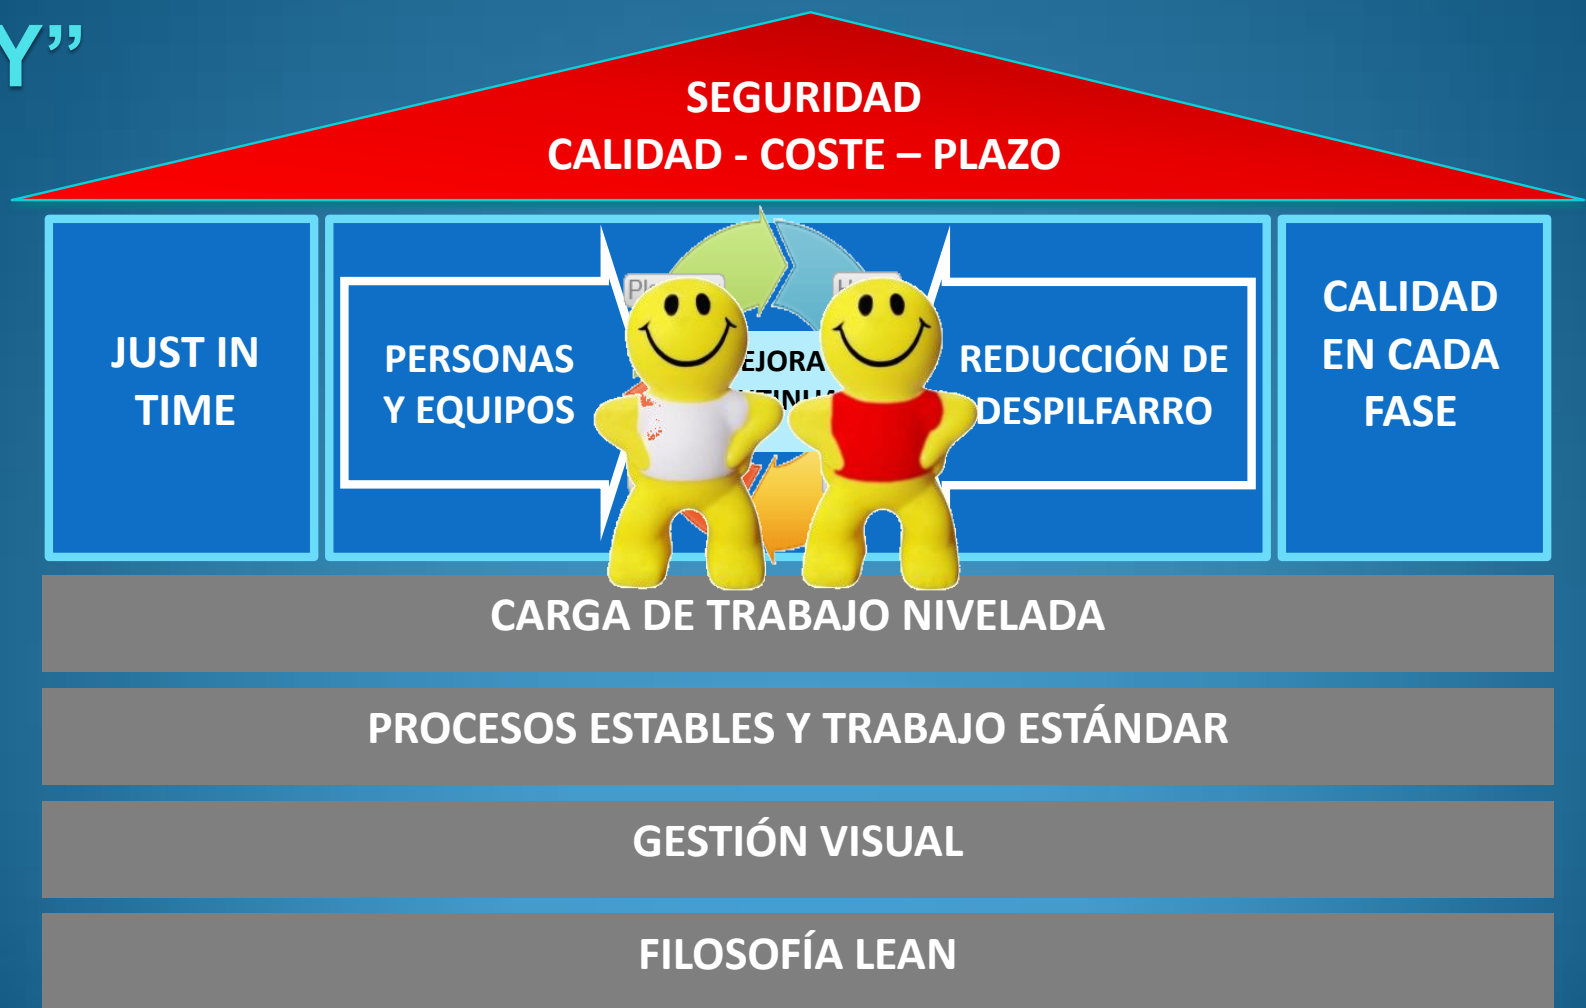 Y”
SEGURIDAD
CALIDAD - COSTE – PLAZO
JUST IN
TIME
PERSONAS
Y EQUIPOS
EJORA
REDUCCIÓN DE
DESPILFARRO
CALIDAD
EN CADA
FASE
CARGA DE TRABAJO NIVELADA
PROCESOS ESTABLES Y TRABAJO ESTÁNDAR
GESTIÓN VISUAL
FILOSOFÍA LEAN